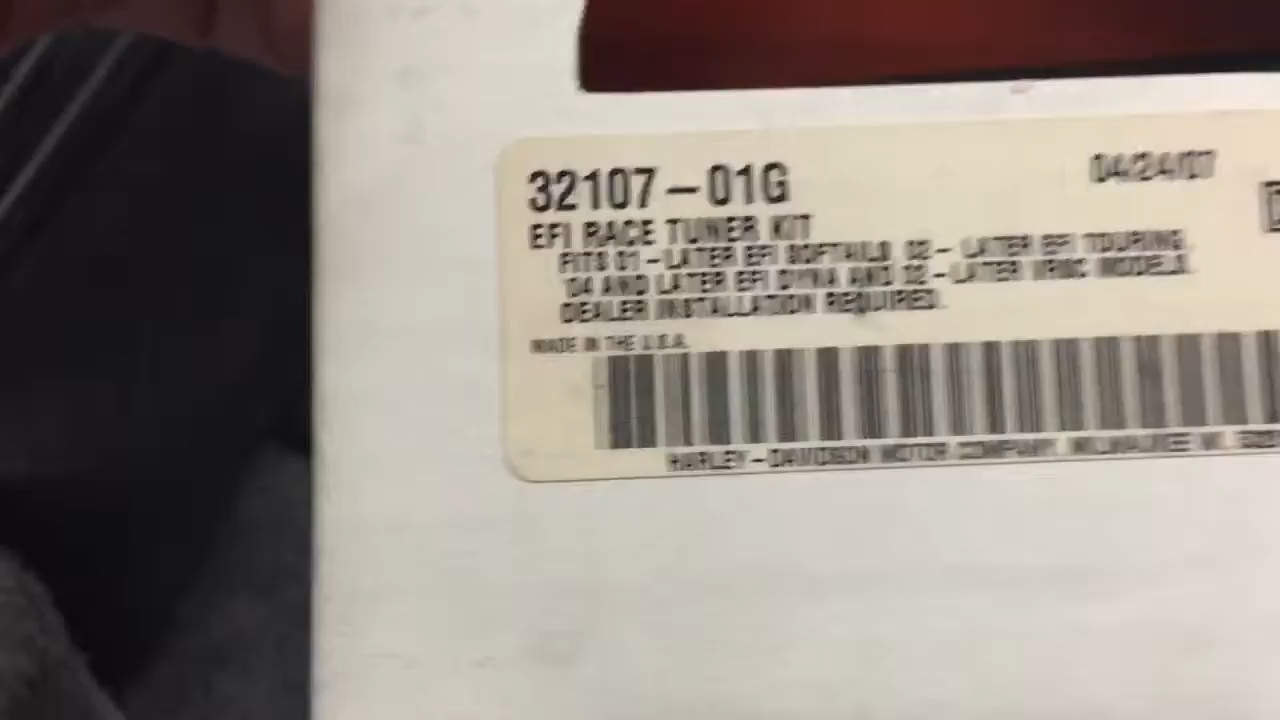 32107-01G 04/24/07
EFI RACE TUNER KIT
FITS 01-LATER EFI SOFTAILS, 02-LATER EFI TOURING,
'04 AND LATER EFI DYNA AND 02-LATER VRSC MODELS.
DEALER INSTALLATION REQUIRED.
MADE IN THE U.S.A.
HARLEY-DAVIDSON MOTOR COMPANY, MILWAUKEE WI.